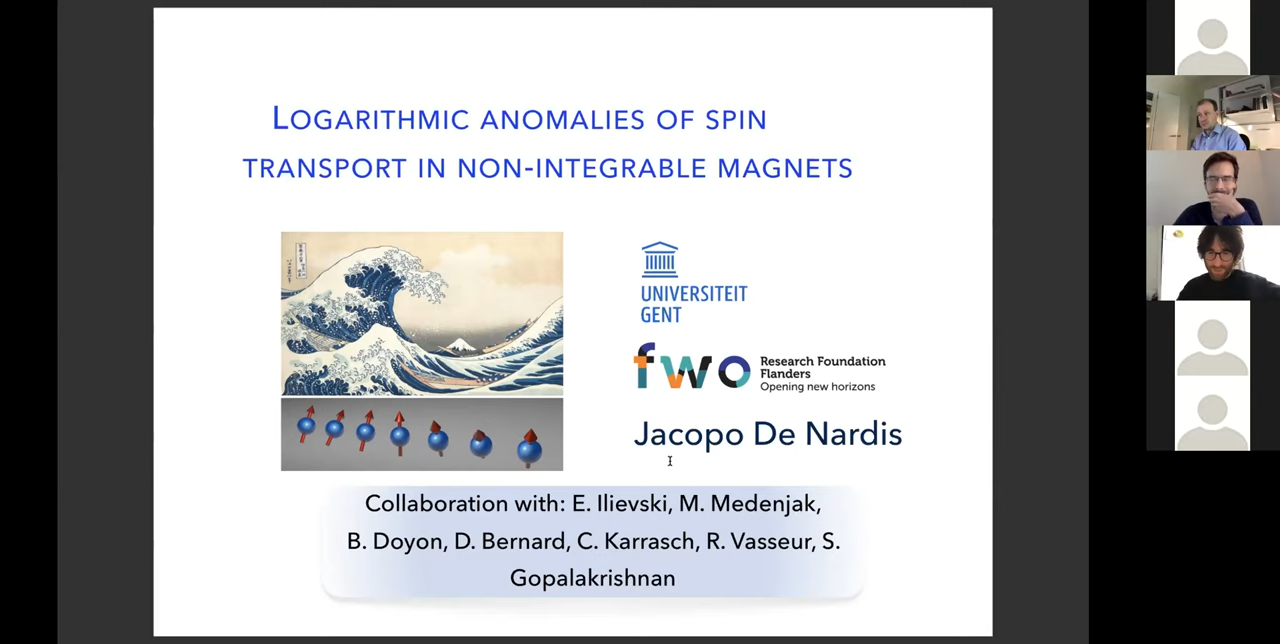 LOGARITHMIC ANOMALIES OF SPIN
TRANSPORT IN NON-INTEGRABLE MAGNETS
UNIVERSITEIT
GENT
fwo
Research Foundation
Flanders
Opening new horizons
Jacopo De Nardis
Collaboration with: E. Ilievski, M. Medenjak,
B. Doyon, D. Bernard, C. Karrasch, R. Vasseur, S.
Gopalakrishnan